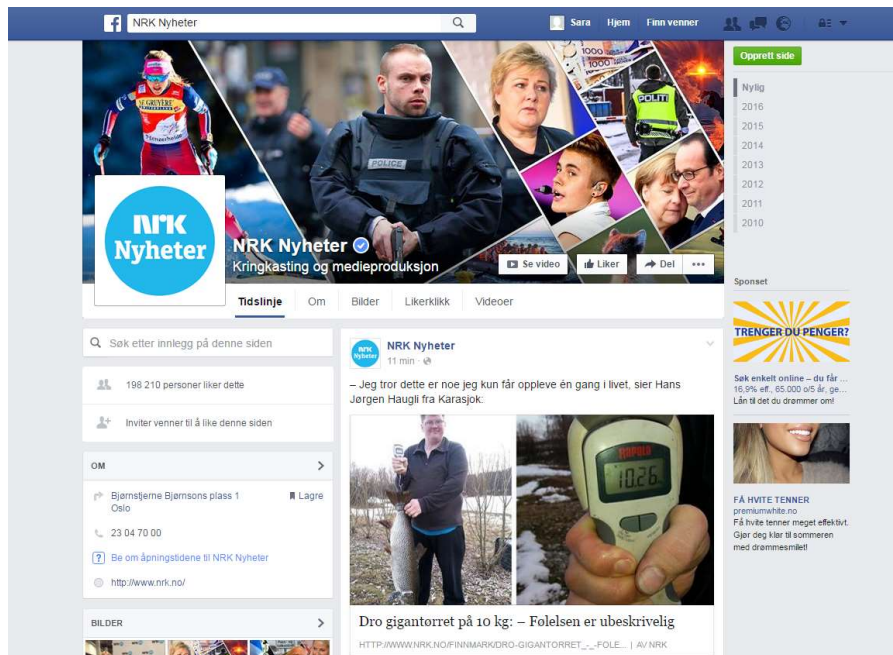 NRK Nyheter
Sara Hjem Finn venner
Opprett side
Nylig
2016
2015
2014
2013
2012
2011
2010
GRUYÈRE
POLICE
1000
1000
POLITI
NRK
Nyheter
NRK Nyheter
Kringkasting og medieproduksjon
Se video
Liker
Del
Tidslinje Om Bilder Likerklikk Videoer
Søk etter innlegg på denne siden
198 210 personer liker dette
Inviter venner til å like denne siden
OM
Bjørnstjerne Bjørnsons plass 1
Oslo
Lagre
23 04 70 00
Be om åpningstidene til NRK Nyheter
http://www.nrk.no/
BILDER
NRK
Nyheter
NRK Nyheter
11 min
– Jeg tror dette er noe jeg kun får oppleve én gang i livet, sier Hans
Jørgen Haugli fra Karasjok:
RAPALA
10.26
Dro gigantørret på 10 kg: – Følelsen er ubeskrivelig
HTTP://WWW.NRK.NO/FINNMARK/DRO-GIGANTORRET_-_-FOLE... | AV NRK
Sponset
TRENGER DU PENGER?
Søk enkelt online – du får ...
16,9% eff., 65.000 o/5 år, ge...
Lån til det du drømmer om!
FÅ HVITE TENNER
premiumwhite.no
Få hvite tenner meget effektivt.
Gjør deg klar til sommeren
med drømmesmilet!